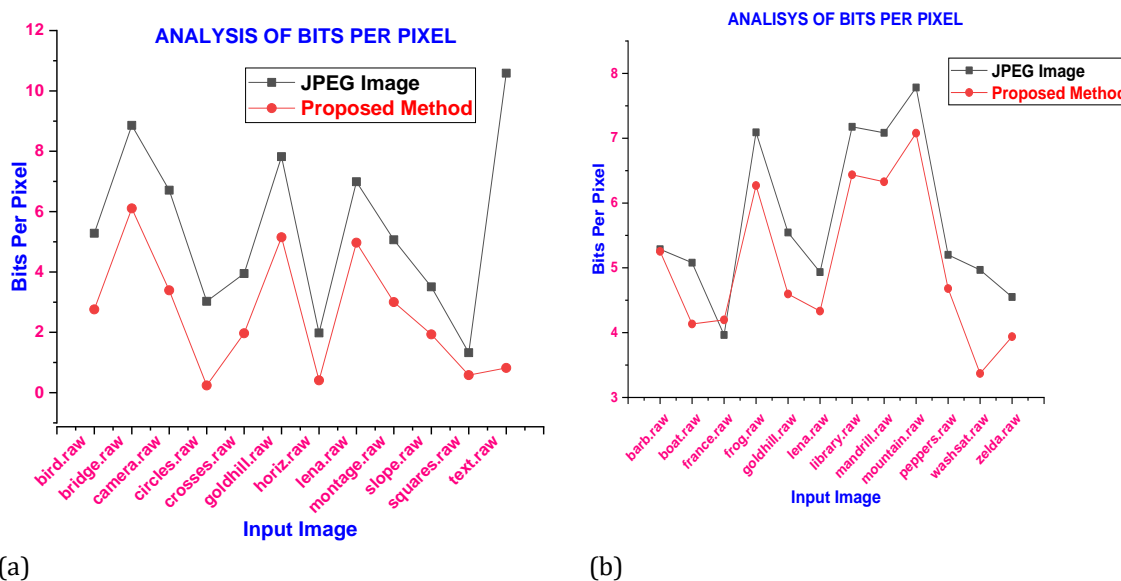 ANALYSIS OF BITS PER PIXEL
JPEG Image
Proposed Method
Bits Per Pixel
12
10
8
6
4
2
0
bird.raw
bridge.raw
camera.raw
circles.raw
crosses.raw
goldhill.raw
horiz.raw
lena.raw
montage.raw
slope.raw
squares.raw
text.raw
Input Image
(a)
ANALISYS OF BITS PER PIXEL
JPEG Image
Proposed Method
Bits Per Pixel
8
7
6
5
4
3
barb.raw
boat.raw
france.raw
frog.raw
goldhill.raw
lena.raw
library.raw
mandrill.raw
mountain.raw
peppers.raw
washsat.raw
zelda.raw
Input Image
(b)